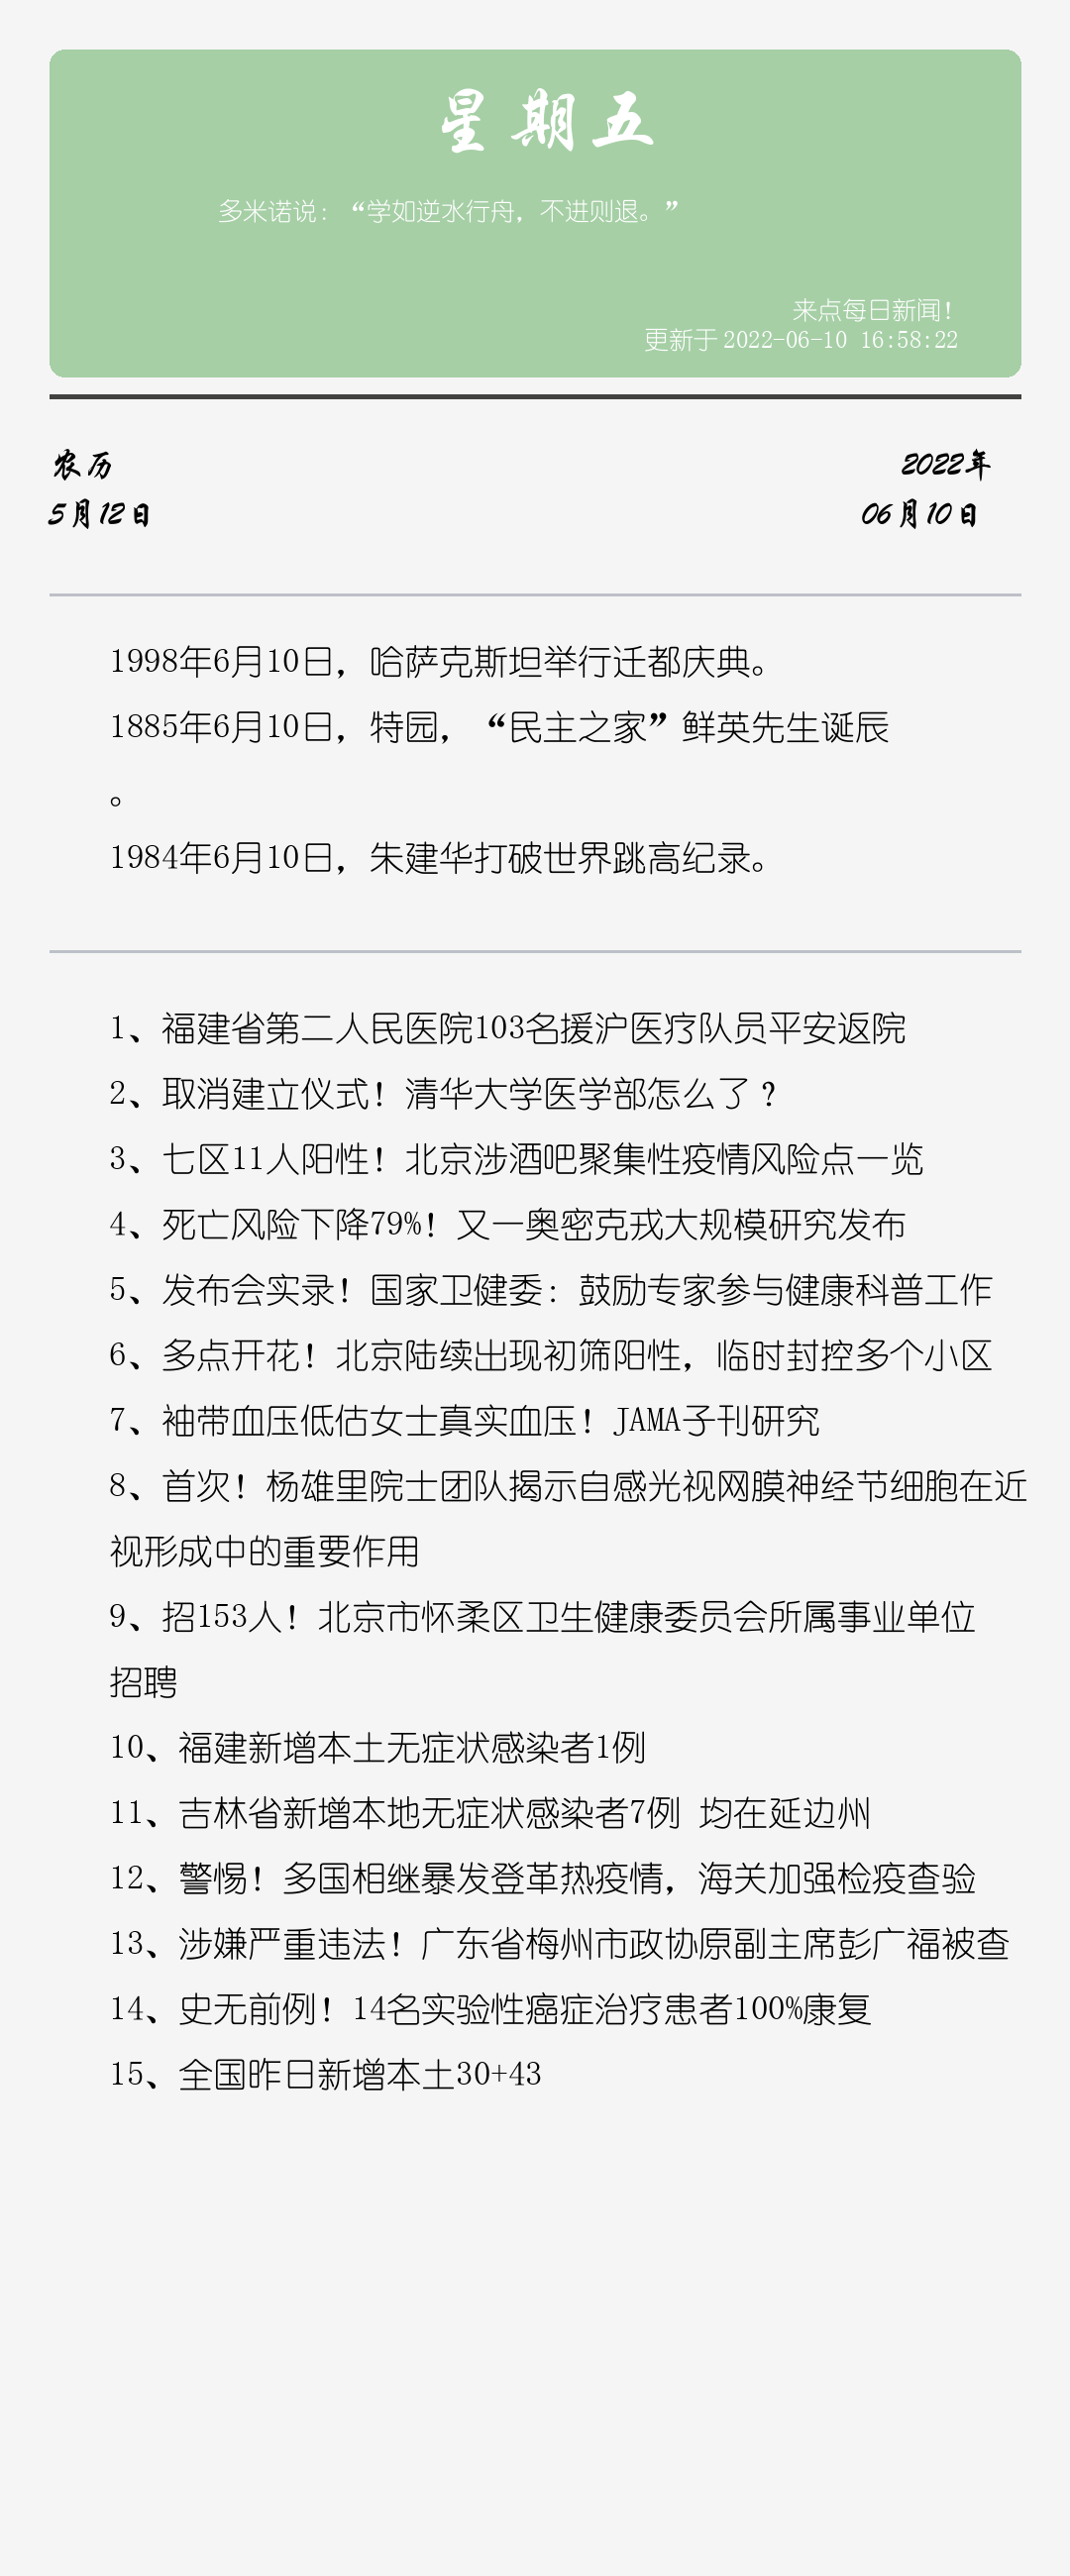 星期五
多米诺说：“学如逆水行舟，不进则退。”
来点每日新闻！
更新于 2022-06-10 16:58:22
农历
2022年
5月12日
06月10日
1998年6月10日，哈萨克斯坦举行迁都庆典。
1885年6月10日，特园，“民主之家”鲜英先生诞辰
。
1984年6月10日，朱建华打破世界跳高纪录。
1、福建省第二人民医院103名援沪医疗队员平安返院
2、取消建立仪式！清华大学医学部怎么了？
3、七区11人阳性！北京涉酒吧聚集性疫情风险点一览
4、死亡风险下降79%！又一奥密克戎大规模研究发布
5、发布会实录！国家卫健委：鼓励专家参与健康科普工作
6、多点开花！北京陆续出现初筛阳性，临时封控多个小区
7、袖带血压低估女士真实血压！JAMA子刊研究
8、首次！杨雄里院士团队揭示自感光视网膜神经节细胞在近
视形成中的重要作用
9、招153人！北京市怀柔区卫生健康委员会所属事业单位
招聘
10、福建新增本土无症状感染者1例
11、吉林省新增本地无症状感染者7例 均在延边州
12、警惕！多国相继暴发登革热疫情，海关加强检疫查验
13、涉嫌严重违法！广东省梅州市政协原副主席彭广福被查
14、史无前例！14名实验性癌症治疗患者100%康复
15、全国昨日新增本土30+43